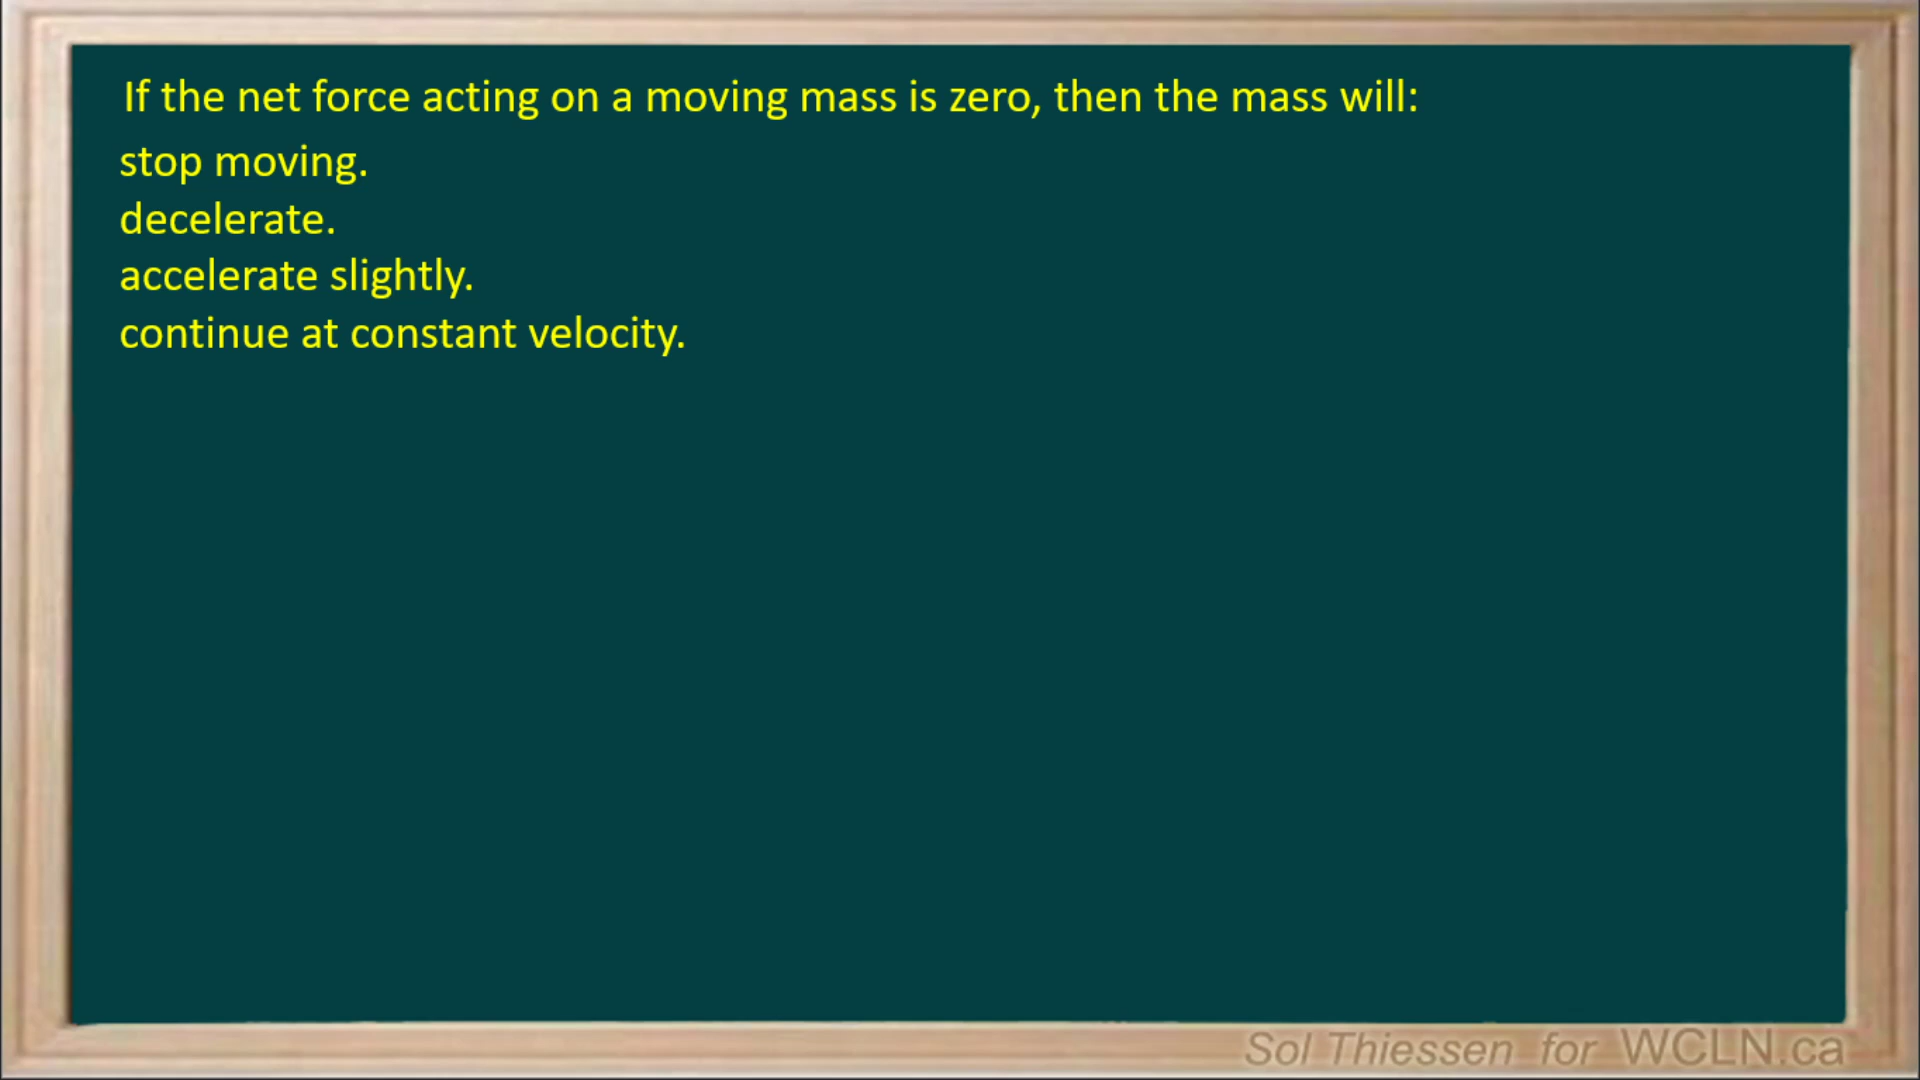 If the net force acting on a moving mass is zero, then the mass will:
stop moving.
decelerate.
accelerate slightly.
continue at constant velocity.
Sol Thiessen for WCLN.ca